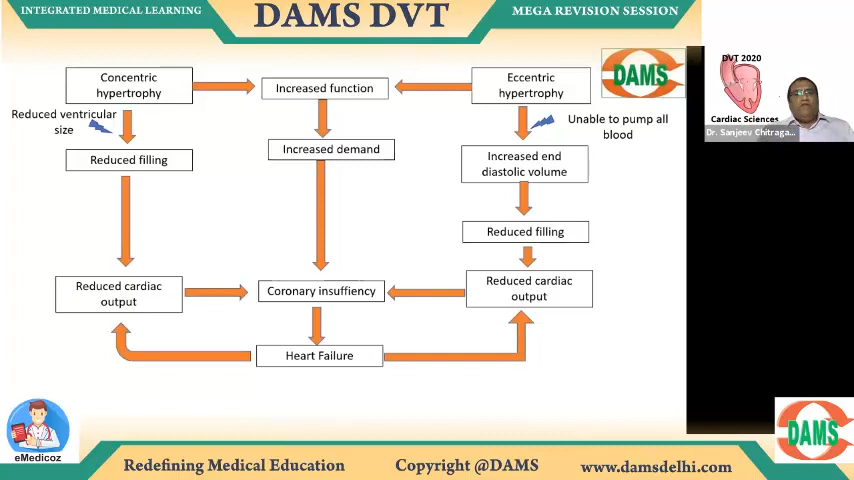 INTEGRATED MEDICAL LEARNING
DAMS DVT
MEGA REVISION SESSION
Concentric
hypertrophy
Increased function
Eccentric
hypertrophy
DAMS
DVT 2020
Cardiac Sciences
Dr. Sanjeev Chitraga...
Reduced ventricular
size
Unable to pump all
blood
Reduced filling
Increased demand
Increased end
diastolic volume
Reduced filling
Reduced cardiac
output
Coronary insuffiency
Reduced cardiac
output
Heart Failure
eMedicoz
DAMS
Redefining Medical Education
Copyright @DAMS
www.damsdelhi.com